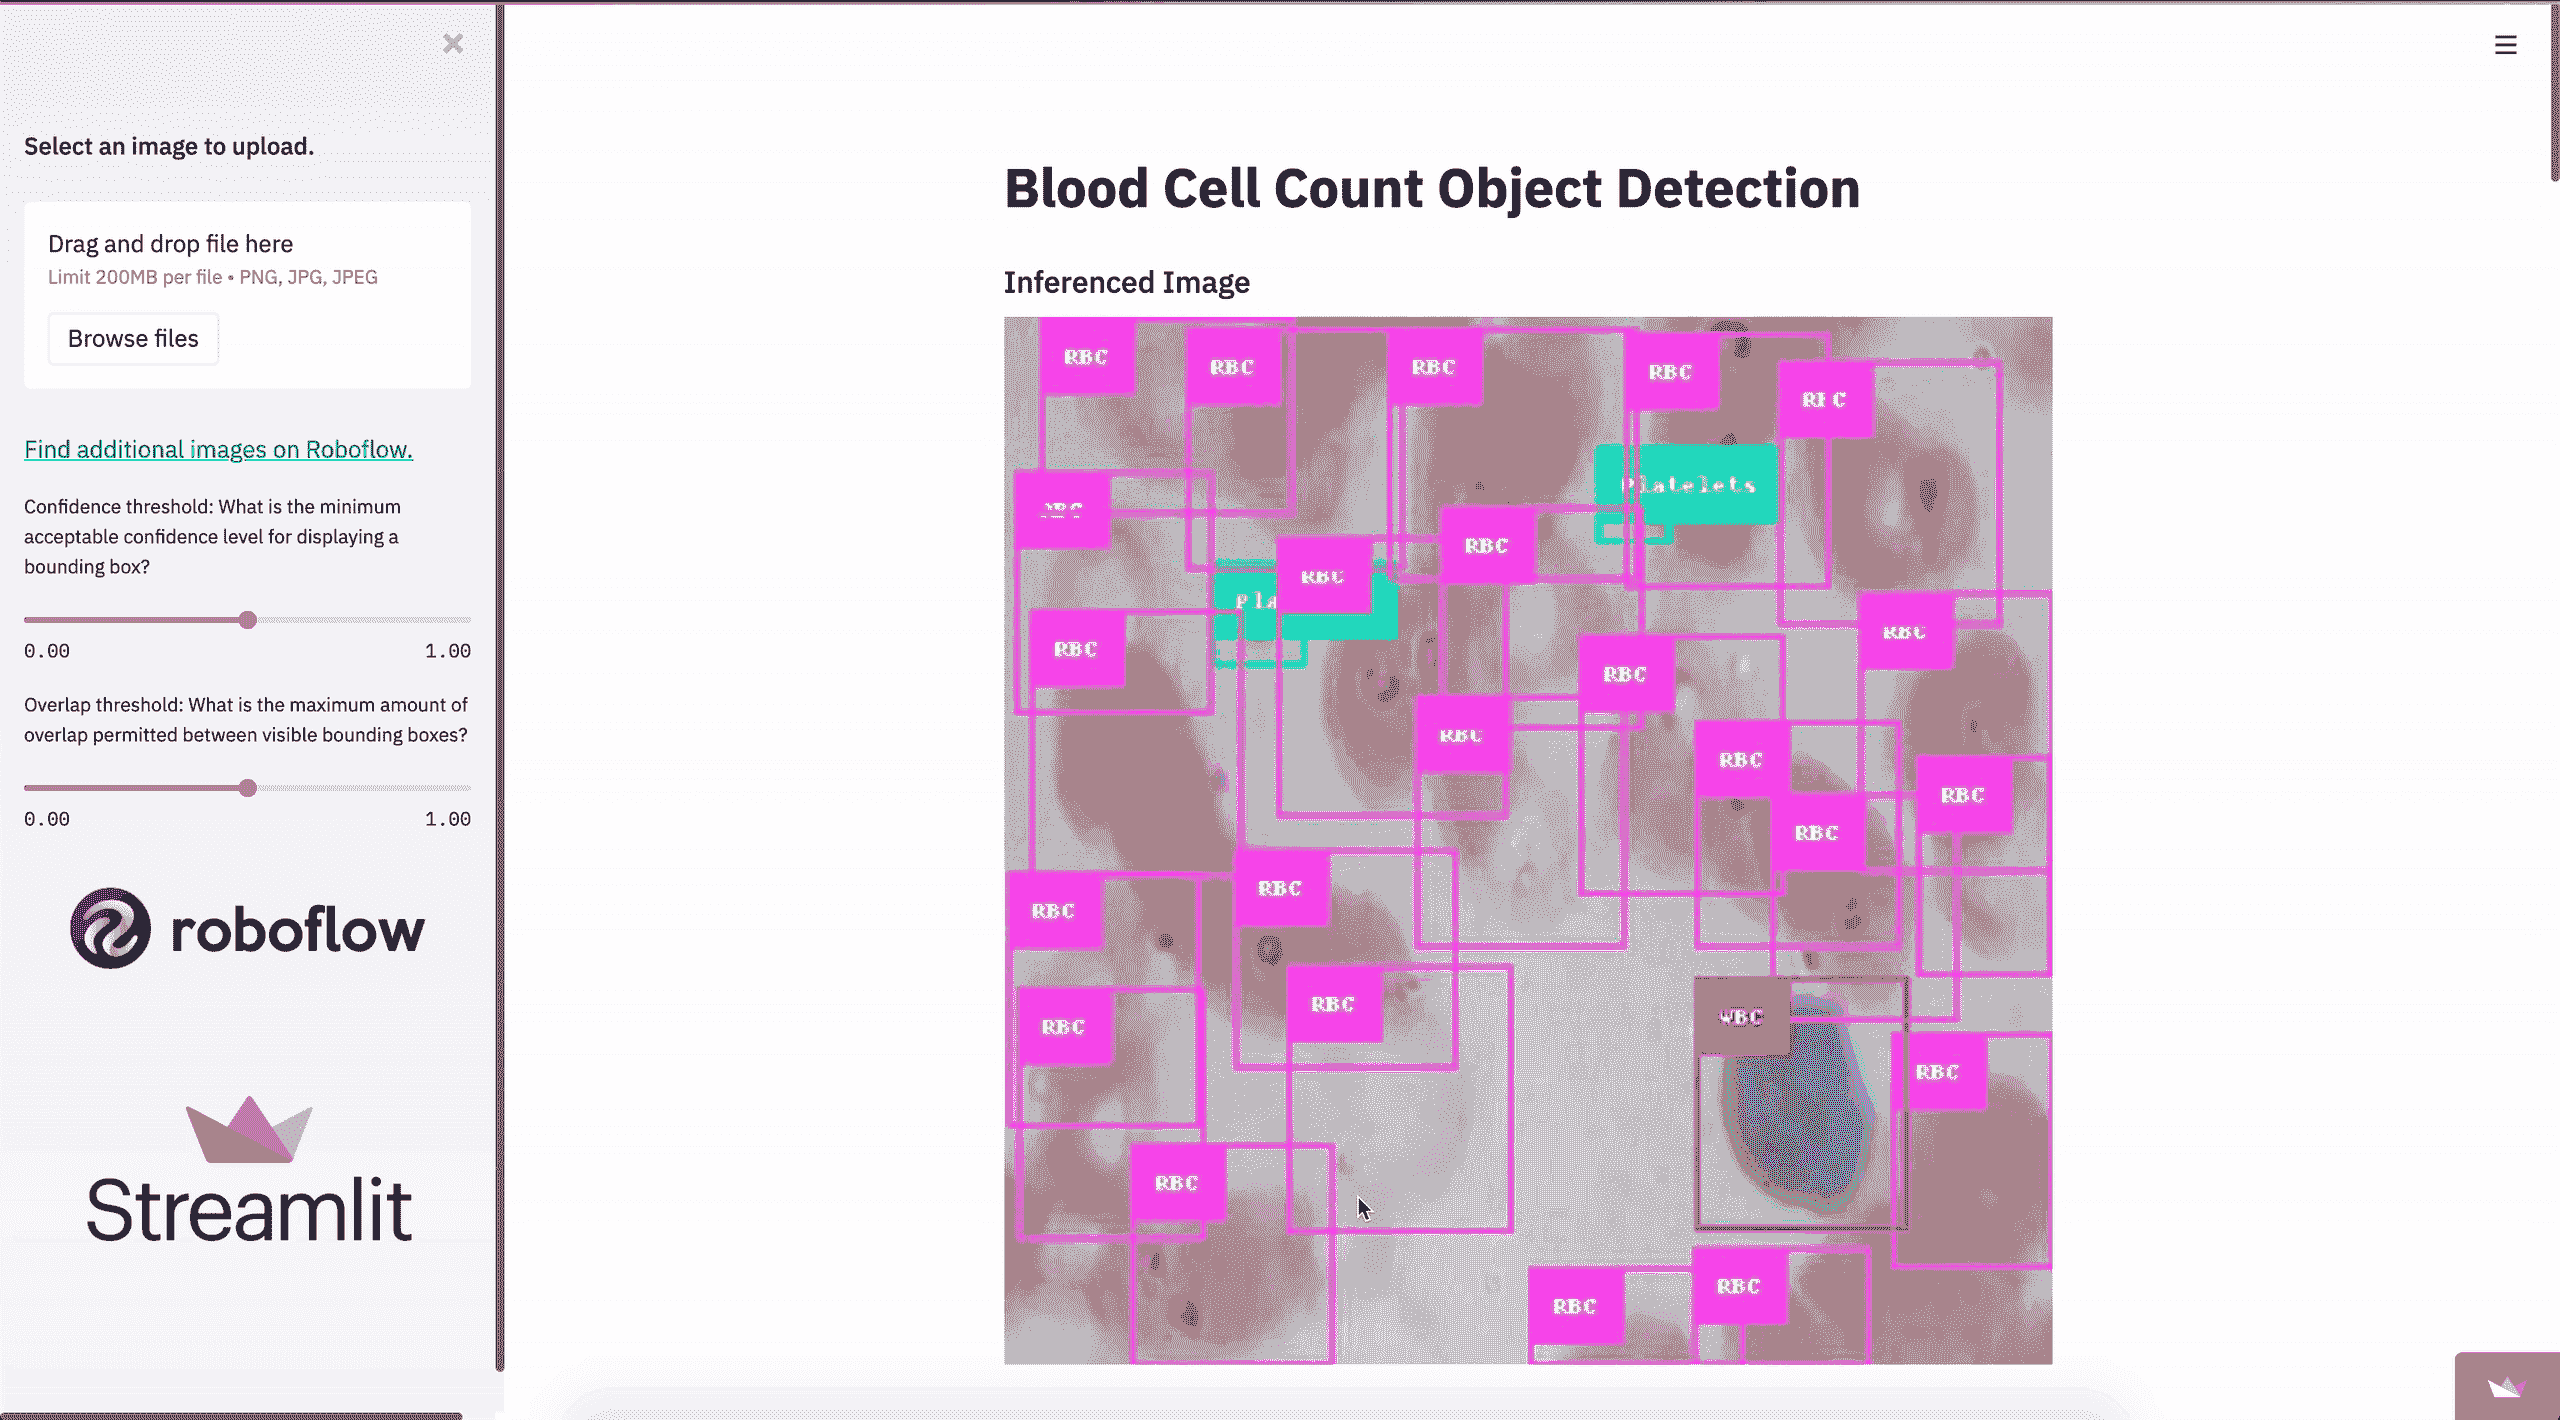 Select an image to upload.
Drag and drop file here
Limit 200MB per file • PNG, JPG, JPEG
Browse files
Find additional images on Roboflow.
Confidence threshold: What is the minimum
acceptable confidence level for displaying a
bounding box?
0.00 1.00
Overlap threshold: What is the maximum amount of
overlap permitted between visible bounding boxes?
0.00 1.00
roboflow
Streamlit
Blood Cell Count Object Detection
Inferenced Image
RBC
RBC
RBC
RBC
RBC
Platelets
RBC
RBC
RBC
RBC
RBC
RBC
RBC
RBC
RBC
RBC
RBC
RBC
RBC
RBC
WBC
RBC
RBC
RBC
RBC